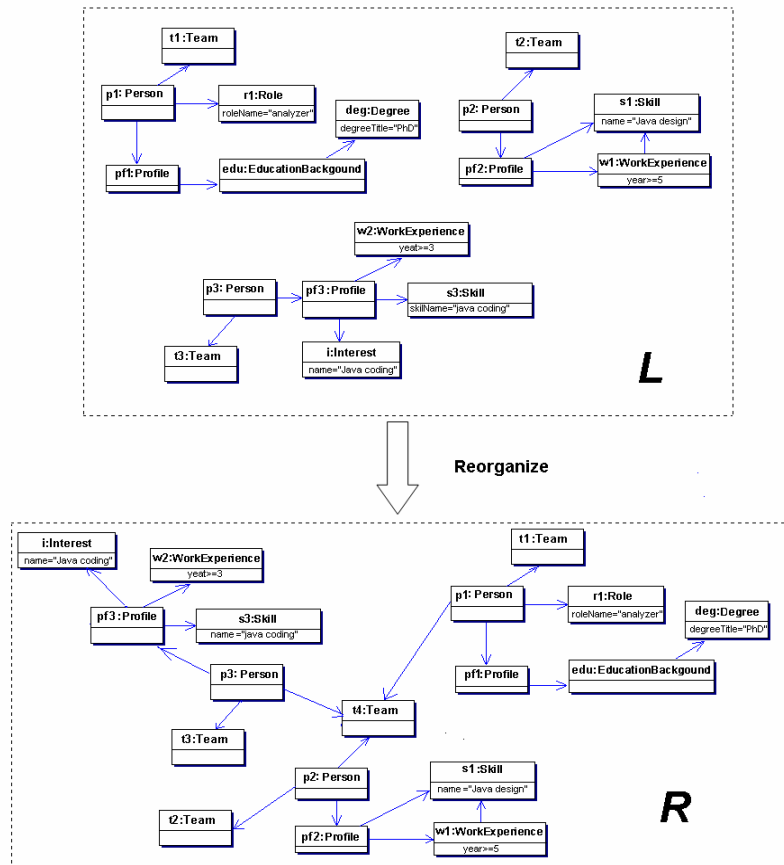 t1:Team
t2:Team
p1: Person
r1:Role
roleName="analyzer"
deg:Degree
degreeTitle="PhD"
p2: Person
s1:Skill
name ="Java design"
pf1:Profile
edu:EducationBackgound
pf2:Profile
w1:WorkExperience
year>=5
w2:WorkExperience
yeat>=3
p3: Person
pf3:Profile
s3:Skill
skilName="java coding"
t3:Team
i:Interest
name="Java coding"
L
Reorganize
i:Interest
name="Java coding"
w2:WorkExperience
yeat>=3
t1:Team
pf3:Profile
s3:Skill
name ="java coding"
p1: Person
r1:Role
roleName="analyzer"
deg:Degree
degreeTitle="PhD"
p3: Person
pf1:Profile
edu:EducationBackgound
t4:Team
t3:Team
p2: Person
s1:Skill
name ="Java design"
t2:Team
pf2:Profile
w1:WorkExperience
year>=5
R